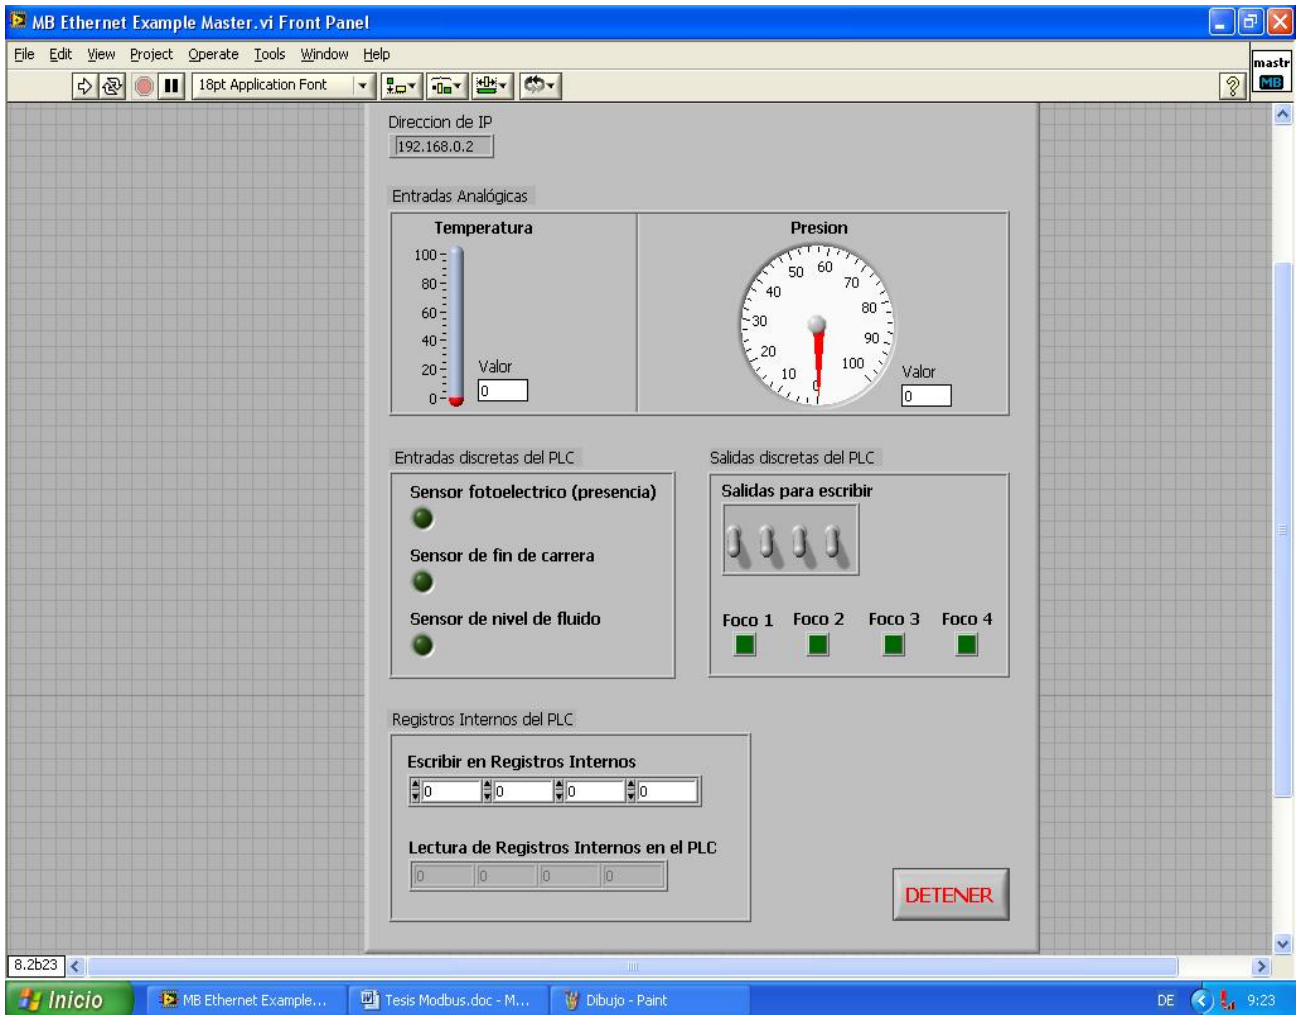 MB Ethernet Example Master.vi Front Panel
File Edit View Project Operate Tools Window Help
18pt Application Font
mastr
MB
Direccion de IP
192.168.0.2
Entradas Analógicas
Temperatura
100
80
60
40
20
0
Valor
0
Presion
0
10
20
30
40
50
60
70
80
90
100
Valor
0
Entradas discretas del PLC
Sensor fotoelectrico (presencia)
Sensor de fin de carrera
Sensor de nivel de fluido
Salidas discretas del PLC
Salidas para escribir
Foco 1 Foco 2 Foco 3 Foco 4
Registros Internos del PLC
Escribir en Registros Internos
0 0 0 0
Lectura de Registros Internos en el PLC
0 0 0 0
DETENER
8.2b23
Inicio MB Ethernet Example... Tesis Modbus.doc - M... Dibujo - Paint DE 9:23